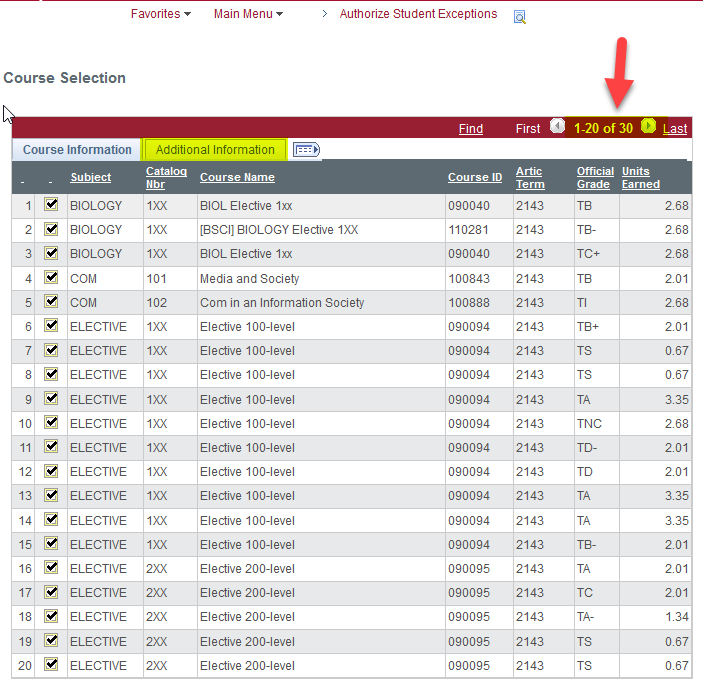 Favorites Main Menu > Authorize Student Exceptions
Course Selection
Find First 1-20 of 30 Last
Course Information Additional Information
Subject Catalog Nbr Course Name Course ID Artic Term Official Grade Units Earned
1 BIOLOGY 1XX BIOL Elective 1xx 090040 2143 TB 2.68
2 BIOLOGY 1XX [BSCI] BIOLOGY Elective 1XX 110281 2143 TB- 2.68
3 BIOLOGY 1XX BIOL Elective 1xx 090040 2143 TC+ 2.68
4 COM 101 Media and Society 100843 2143 TB 2.01
5 COM 102 Com in an Information Society 100888 2143 TI 2.68
6 ELECTIVE 1XX Elective 100-level 090094 2143 TB+ 2.01
7 ELECTIVE 1XX Elective 100-level 090094 2143 TS 0.67
8 ELECTIVE 1XX Elective 100-level 090094 2143 TS 0.67
9 ELECTIVE 1XX Elective 100-level 090094 2143 TA 3.35
10 ELECTIVE 1XX Elective 100-level 090094 2143 TNC 2.68
11 ELECTIVE 1XX Elective 100-level 090094 2143 TD- 2.01
12 ELECTIVE 1XX Elective 100-level 090094 2143 TD 2.01
13 ELECTIVE 1XX Elective 100-level 090094 2143 TA 3.35
14 ELECTIVE 1XX Elective 100-level 090094 2143 TA 3.35
15 ELECTIVE 1XX Elective 100-level 090094 2143 TB- 2.01
16 ELECTIVE 2XX Elective 200-level 090095 2143 TA 2.01
17 ELECTIVE 2XX Elective 200-level 090095 2143 TC 2.01
18 ELECTIVE 2XX Elective 200-level 090095 2143 TA- 1.34
19 ELECTIVE 2XX Elective 200-level 090095 2143 TS 0.67
20 ELECTIVE 2XX Elective 200-level 090095 2143 TS 0.67